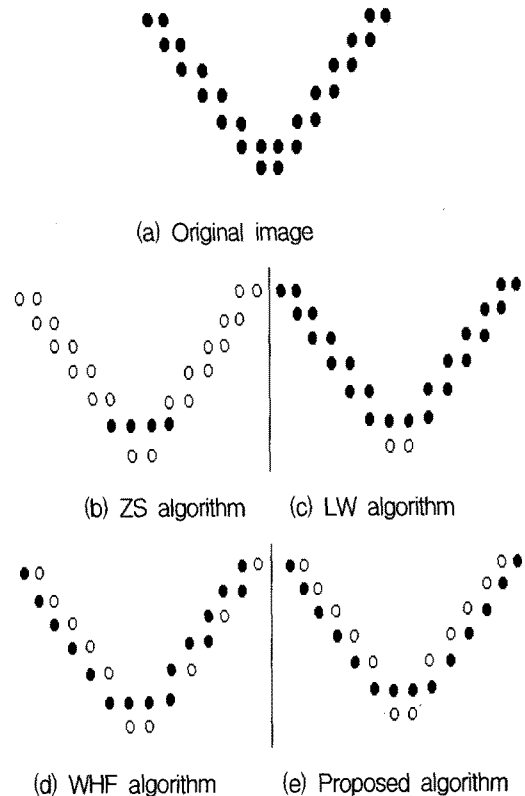 (a) Original image
(b) ZS algorithm
(c) LW algorithm
(d) WHF algorithm
(e) Proposed algorithm